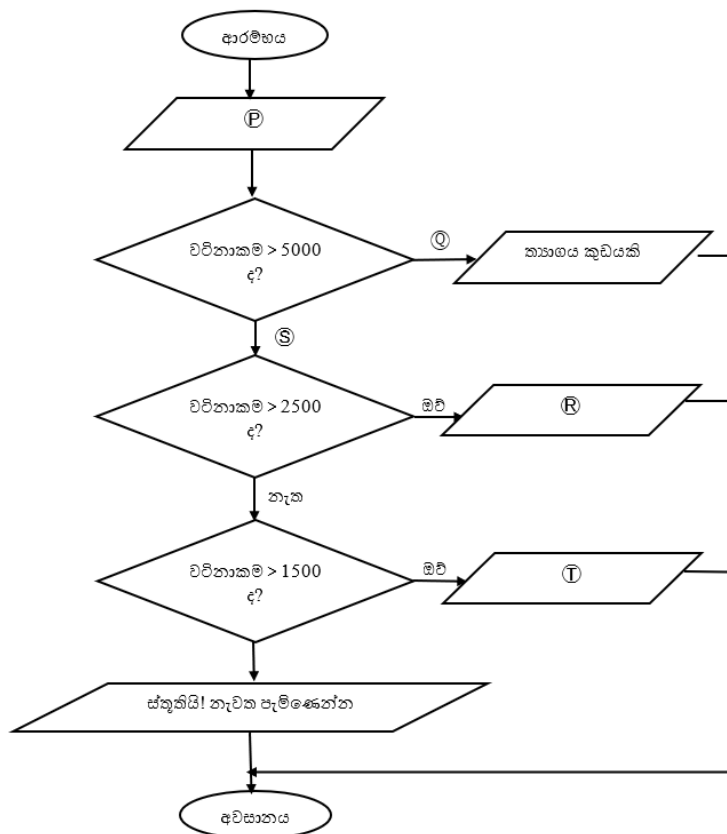 ආරම්භය
Ⓟ
වටිනාකම > 5000
ද?
Ⓠ
ත්‍යාගය කුඩයකි
Ⓢ
වටිනාකම > 2500
ද?
ඔව්
Ⓡ
නැත
වටිනාකම > 1500
ද?
ඔව්
Ⓣ
ස්තූතියි! නැවත පැමිණෙන්න
අවසානය